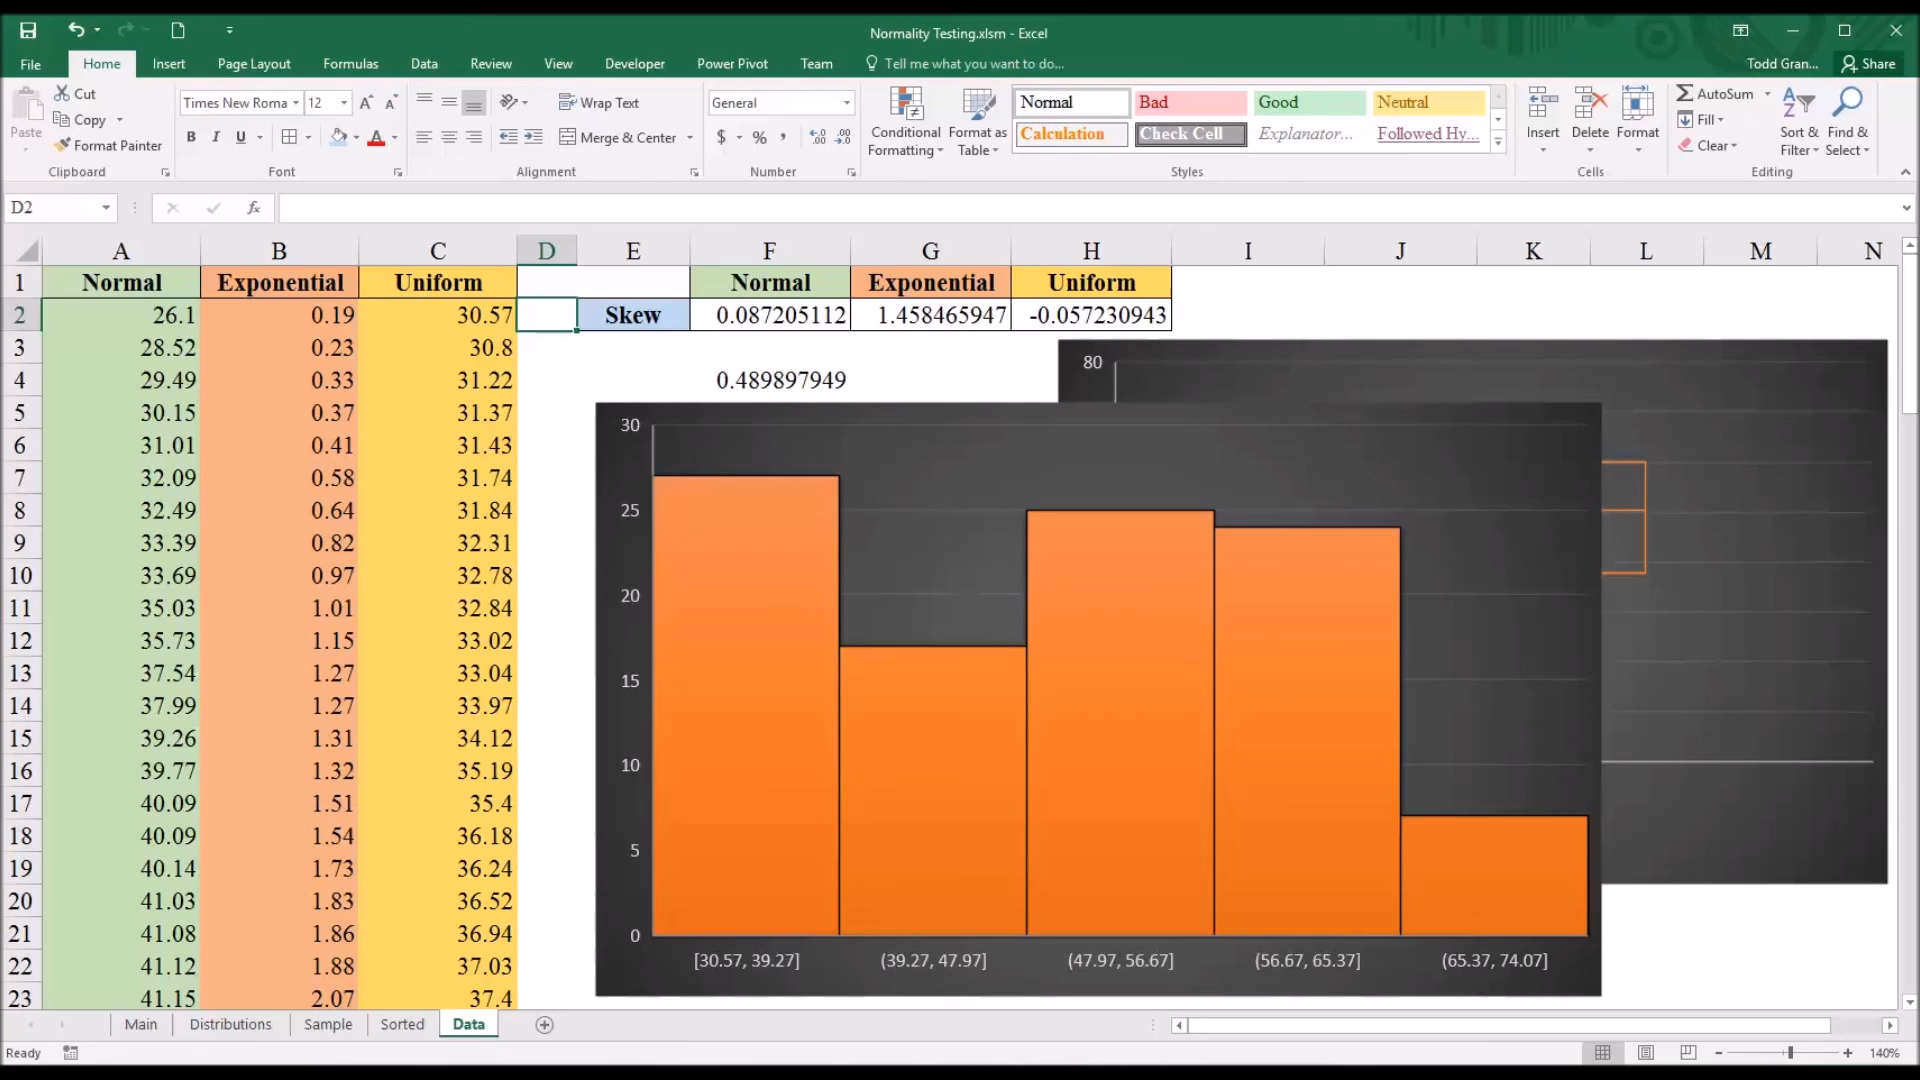 Normality Testing.xlsm - Excel
File Home Insert Page Layout Formulas Data Review View Developer Power Pivot Team Tell me what you want to do... Todd Gran... Share
Paste Cut Copy Format Painter
Times New Roma 12
B I U
Wrap Text
Merge & Center
General
$ % ,
Conditional Formatting Format as Table
Normal Bad Good Neutral
Calculation Check Cell Explanator... Followed Hy...
Insert Delete Format
AutoSum Fill Clear
Sort & Filter Find & Select
Clipboard Font Alignment Number Styles Cells Editing
D2 fx
A B C D E F G H I J K L M N
1 Normal Exponential Uniform Normal Exponential Uniform
2 26.1 0.19 30.57 Skew 0.087205112 1.458465947 -0.057230943
3 28.52 0.23 30.8
4 29.49 0.33 31.22 0.489897949
5 30.15 0.37 31.37
6 31.01 0.41 31.43
7 32.09 0.58 31.74
8 32.49 0.64 31.84
9 33.39 0.82 32.31
10 33.69 0.97 32.78
11 35.03 1.01 32.84
12 35.73 1.15 33.02
13 37.54 1.27 33.04
14 37.99 1.27 33.97
15 39.26 1.31 34.12
16 39.77 1.32 35.19
17 40.09 1.51 35.4
18 40.09 1.54 36.18
19 40.14 1.73 36.24
20 41.03 1.83 36.52
21 41.08 1.86 36.94
22 41.12 1.88 37.03
23 41.15 2.07 37.4
80
30
25
20
15
10
5
0
[30.57, 39.27] (39.27, 47.97] (47.97, 56.67] (56.67, 65.37] (65.37, 74.07]
Main Distributions Sample Sorted Data
Ready 140%